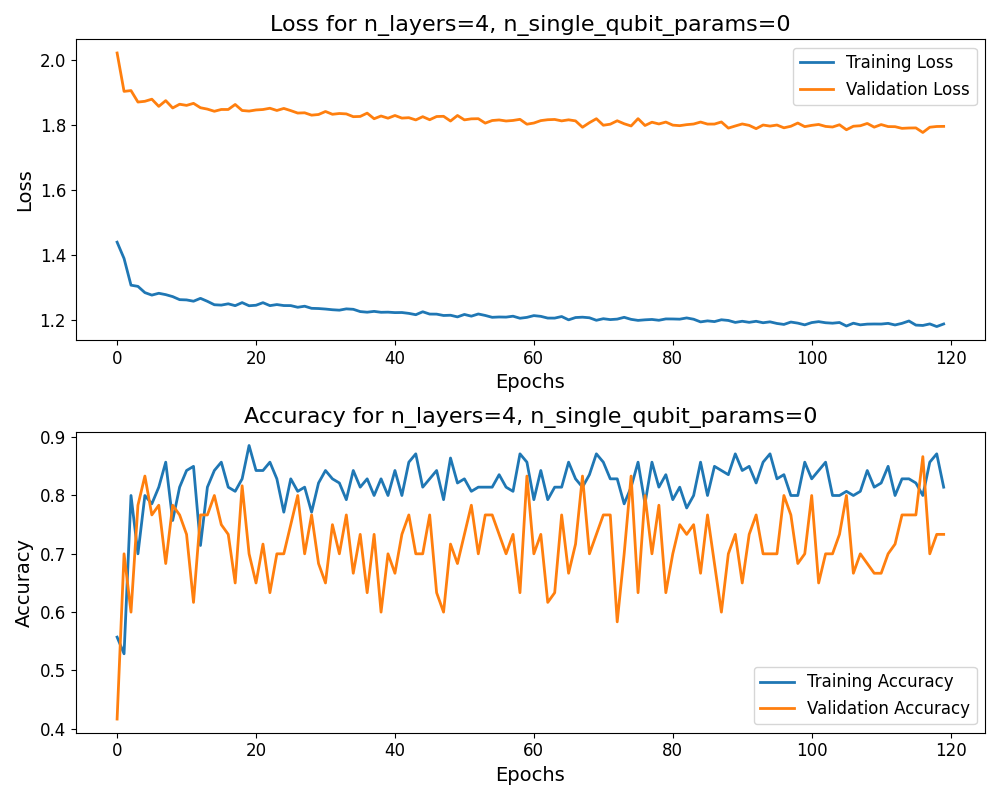 Loss for n_layers=4, n_single_qubit_params=0
Training Loss
Validation Loss
2.0
1.8
1.6
1.4
1.2
Loss
0
20
40
60
80
100
120
Epochs
Accuracy for n_layers=4, n_single_qubit_params=0
0.9
0.8
0.7
0.6
0.5
0.4
Accuracy
Training Accuracy
Validation Accuracy
0
20
40
60
80
100
120
Epochs